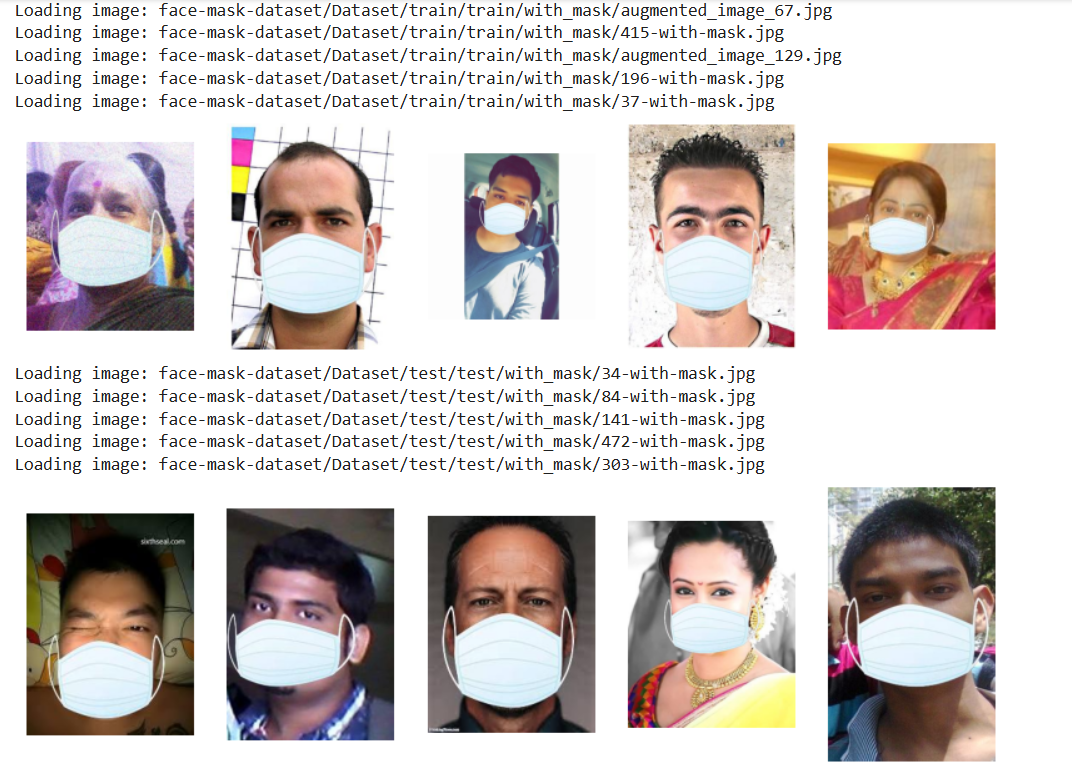 Loading image: face-mask-dataset/Dataset/train/train/with_mask/augmented_image_67.jpg
Loading image: face-mask-dataset/Dataset/train/train/with_mask/415-with-mask.jpg
Loading image: face-mask-dataset/Dataset/train/train/with_mask/augmented_image_129.jpg
Loading image: face-mask-dataset/Dataset/train/train/with_mask/196-with-mask.jpg
Loading image: face-mask-dataset/Dataset/train/train/with_mask/37-with-mask.jpg
Loading image: face-mask-dataset/Dataset/test/test/with_mask/34-with-mask.jpg
Loading image: face-mask-dataset/Dataset/test/test/with_mask/84-with-mask.jpg
Loading image: face-mask-dataset/Dataset/test/test/with_mask/141-with-mask.jpg
Loading image: face-mask-dataset/Dataset/test/test/with_mask/472-with-mask.jpg
Loading image: face-mask-dataset/Dataset/test/test/with_mask/303-with-mask.jpg
sixthseal.com